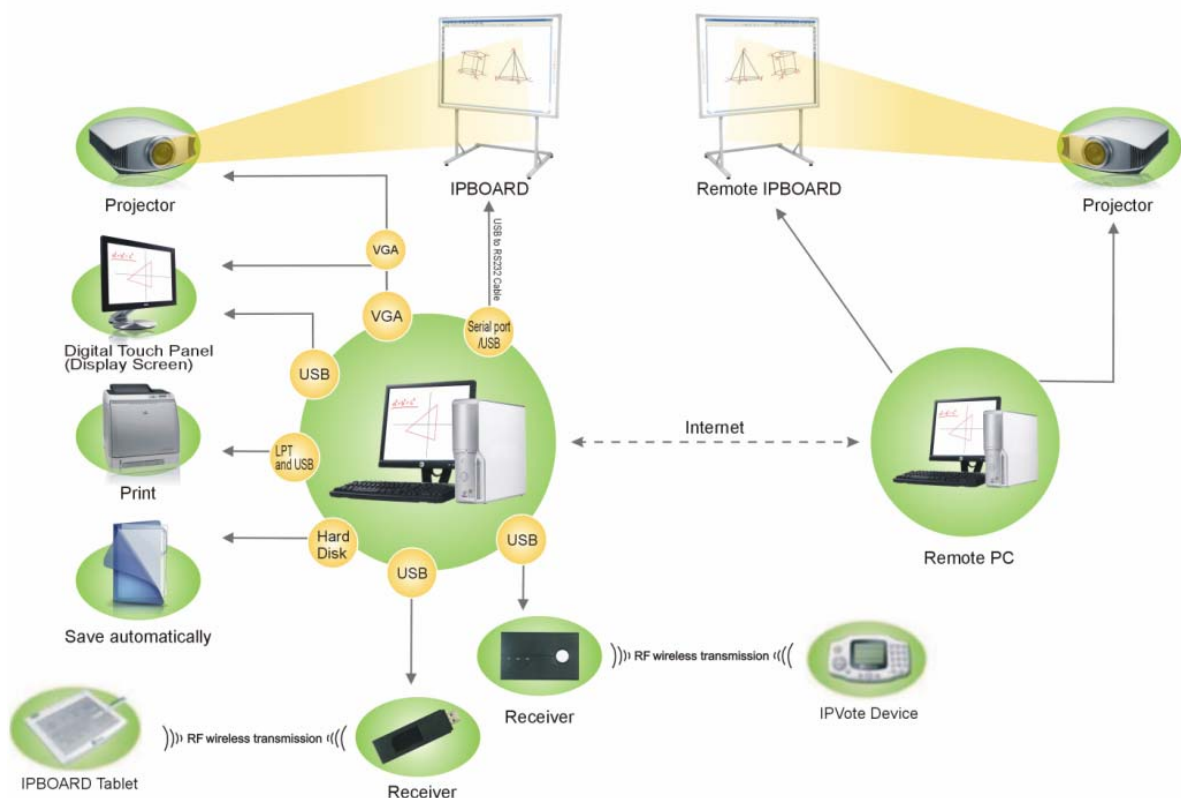 IPBOARD
Remote IPBOARD
Projector
Projector
VGA
USB to RS232 Cable
VGA
Serial port
/USB
Digital Touch Panel
(Display Screen)
USB
Internet
LPT
and USB
Print
Hard
Disk
USB
USB
Remote PC
Save automatically
RF wireless transmission
Receiver
IPVote Device
RF wireless transmission
IPBOARD Tablet
Receiver